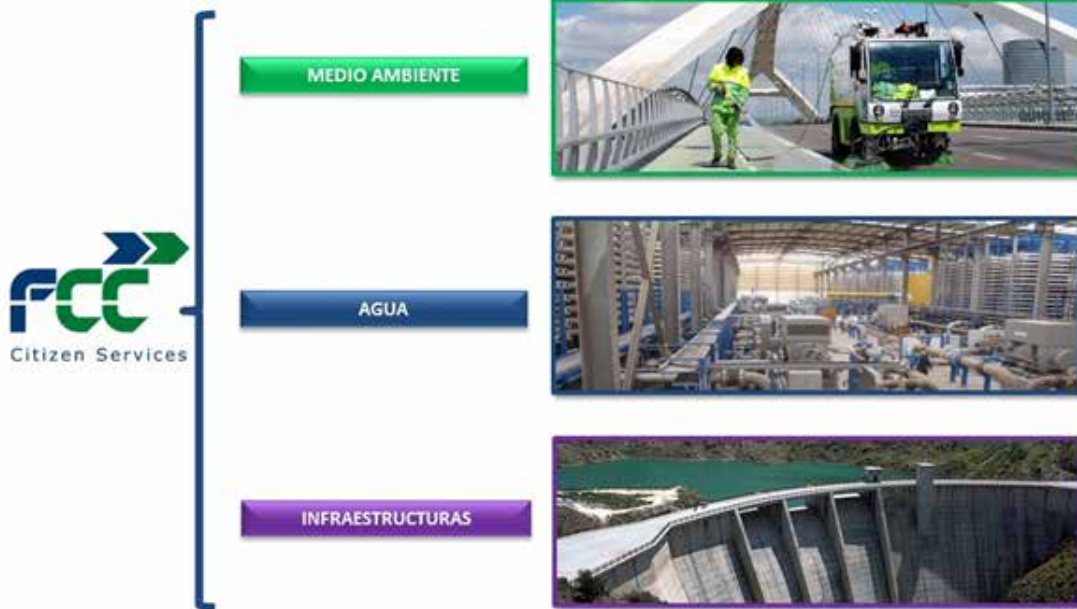 MEDIO AMBIENTE
FCC
Citizen Services
AGUA
INFRAESTRUCTURAS